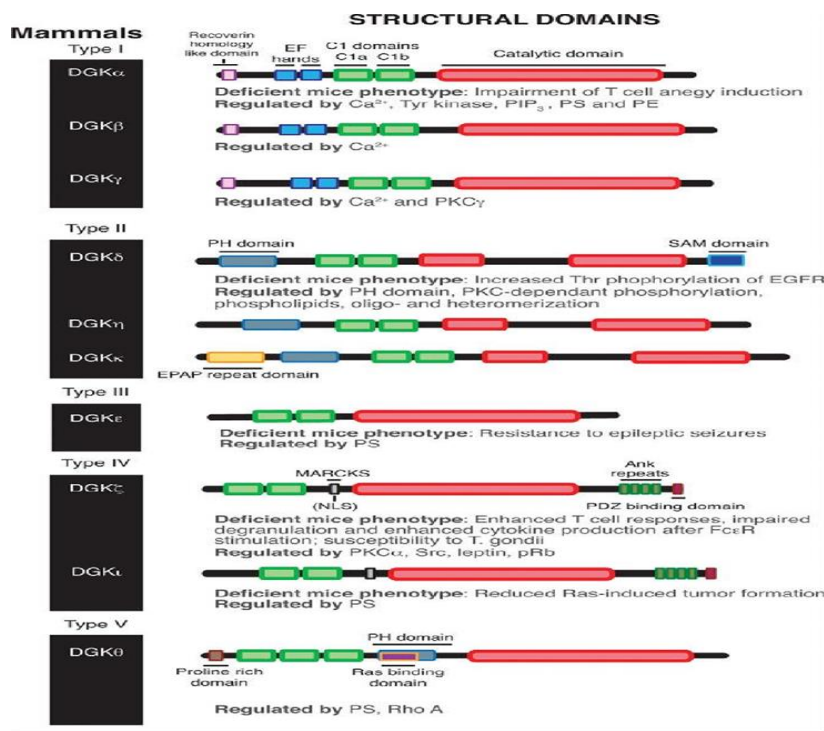 STRUCTURAL DOMAINS
Mammals
Type I
Recoverin
homology
like domain
EF
hands
C1 domains
C1a C1b
Catalytic domain
DGKα
Deficient mice phenotype: Impairment of T cell anegy induction
Regulated by Ca²⁺, Tyr kinase, PIP₃, PS and PE
DGKβ
Regulated by Ca²⁺
DGKγ
Regulated by Ca²⁺ and PKCγ
Type II
PH domain
SAM domain
DGKδ
Deficient mice phenotype: Increased Thr phophorylation of EGFR
Regulated by PH domain, PKC-dependent phosphorylation,
phospholipids, oligo- and heteromerization
DGKη
DGKκ
EPAP repeat domain
Type III
DGKε
Deficient mice phenotype: Resistance to epileptic seizures
Regulated by PS
Type IV
MARCKS
Ank
repeats
DGKζ
(NLS)
PDZ binding domain
Deficient mice phenotype: Enhanced T cell responses, impaired
degranulation and enhanced cytokine production after FcεR
stimulation; susceptibility to T. gondii
Regulated by PKCα, Src, leptin, pRb
DGKι
Deficient mice phenotype: Reduced Ras-induced tumor formation
Regulated by PS
Type V
PH domain
DGKθ
Proline rich
domain
Ras binding
domain
Regulated by PS, Rho A